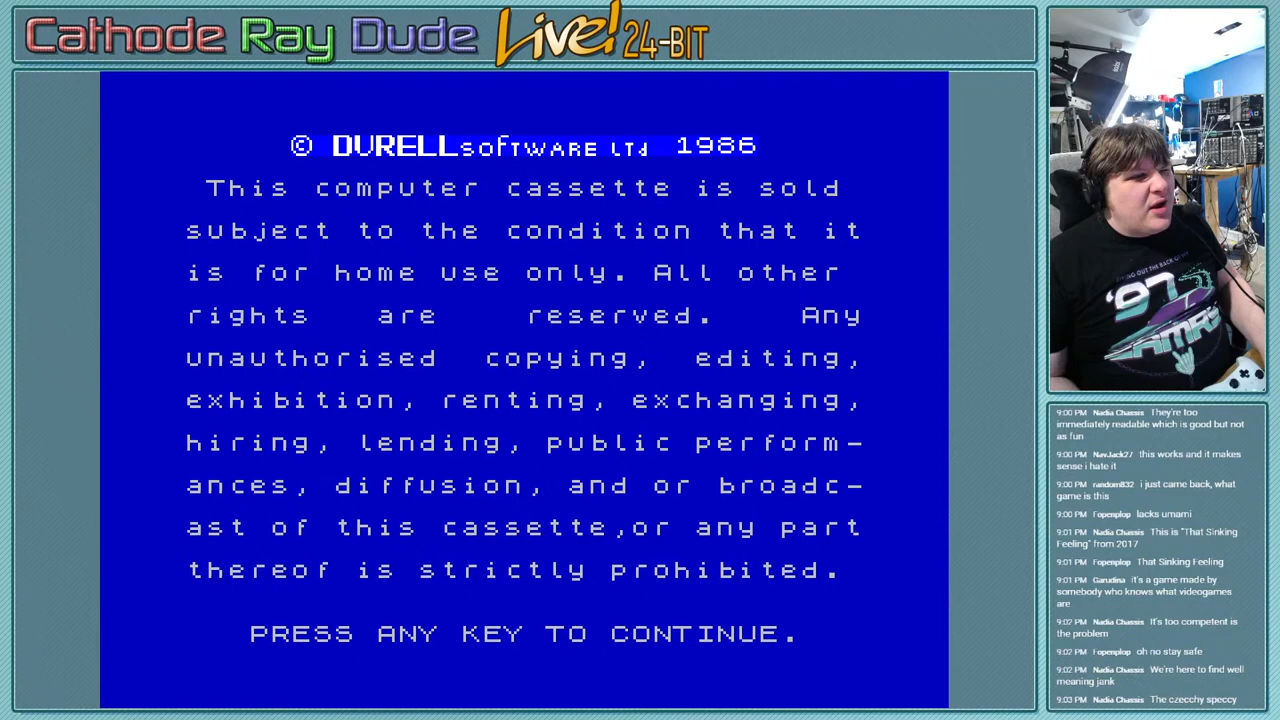 Cathode Ray Dude Live! 24-BIT
© DURELL software LTd 1986
This computer cassette is sold
subject to the condition that it
is for home use only. All other
rights are reserved. Any
unauthorised copying, editing,
exhibition, renting, exchanging,
hiring, lending, public perform-
ances, diffusion, and or broadc-
ast of this cassette,or any part
thereof is strictly prohibited.
PRESS ANY KEY TO CONTINUE.
'97
9:00 PM Nadia Chassis They're too
immediately readable which is good but not
as fun
9:00 PM NavJack27 this works and it makes
sense i hate it
9:00 PM random832 i just came back, what
game is this
9:00 PM Fopenplop lacks umami
9:01 PM Nadia Chassis This is "That Sinking
Feeling" from 2017
9:01 PM Fopenplop That Sinking Feeling
9:01 PM Garudina it's a game made by
somebody who knows what videogames
are
9:02 PM Nadia Chassis It's too competent is
the problem
9:02 PM Fopenplop oh no stay safe
9:02 PM Nadia Chassis We're here to find well
meaning jank
9:03 PM Nadia Chassis The czecchy speccy